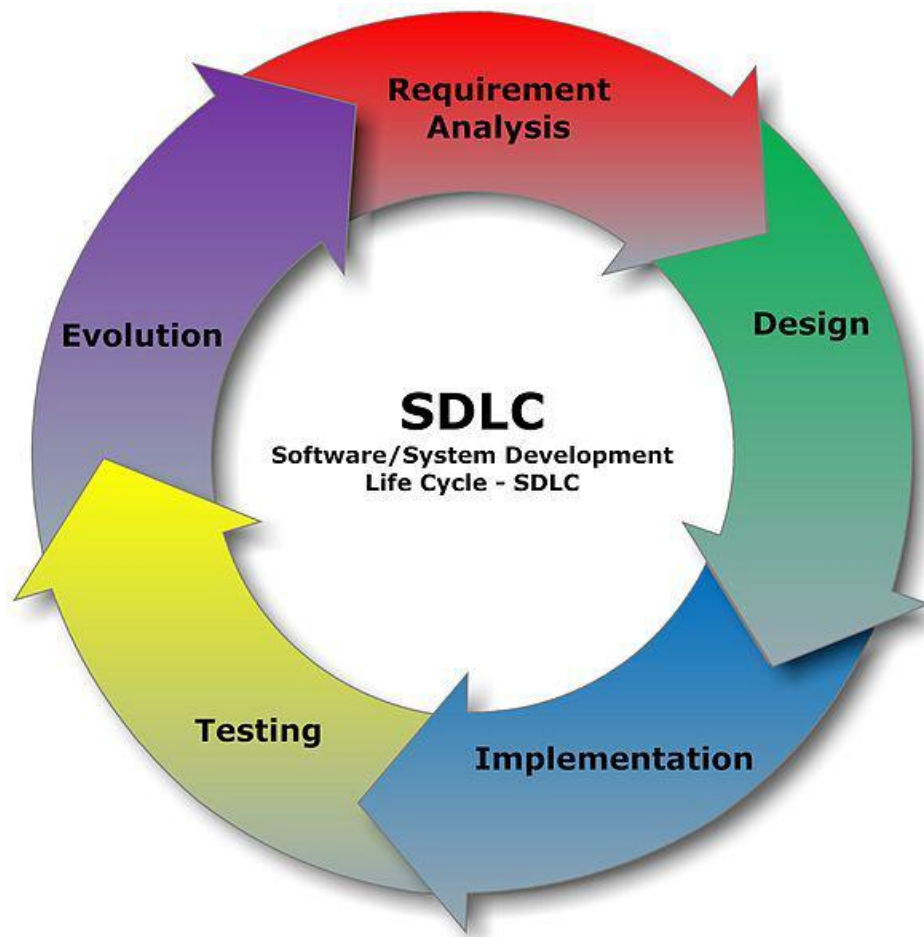 Requirement
Analysis
Design
Evolution
SDLC
Software/System Development
Life Cycle - SDLC
Testing
Implementation